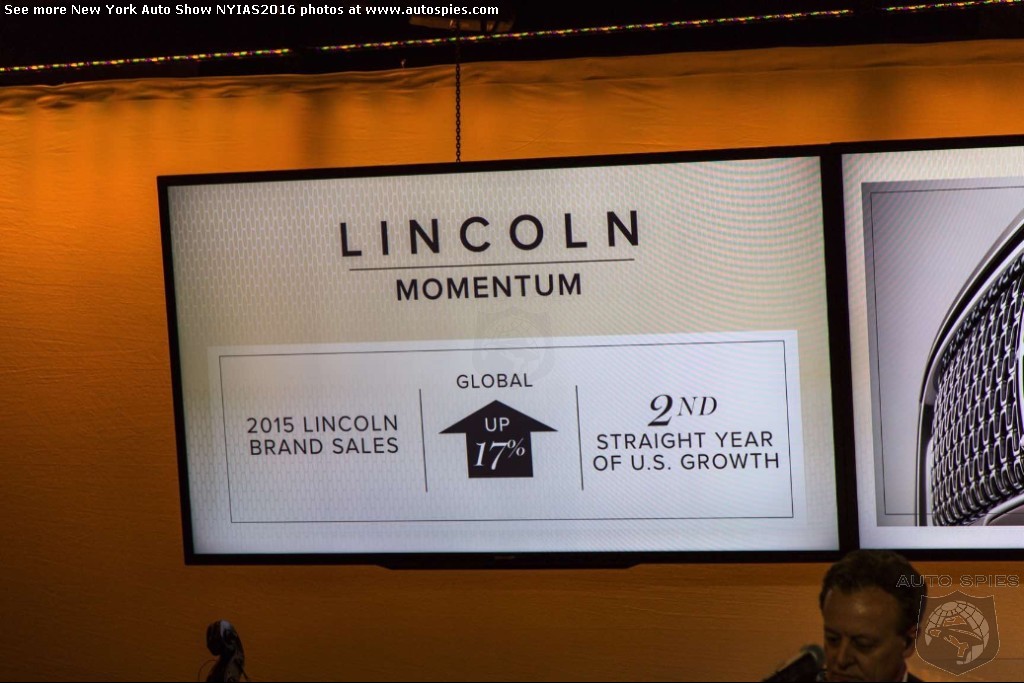 See more New York Auto Show NYIAS2016 photos at www.autospies.com
LINCOLN
MOMENTUM
2015 LINCOLN
BRAND SALES
GLOBAL
UP
17%
2ND
STRAIGHT YEAR
OF U.S. GROWTH
AUTO SPIES